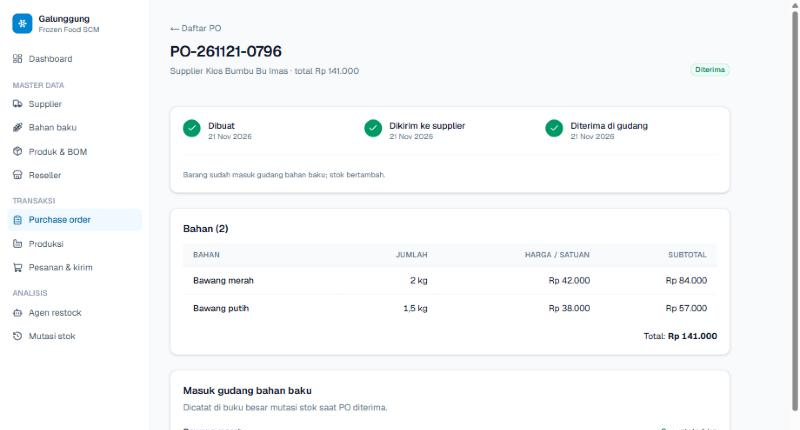 Galunggung
Frozen Food SCM
Dashboard
MASTER DATA
Supplier
Bahan baku
Produk & BOM
Reseller
TRANSAKSI
Purchase order
Produksi
Pesanan & kirim
ANALISIS
Agen restock
Mutasi stok
← Daftar PO
PO-261121-0796
Supplier Kios Bumbu Bu Imas · total Rp 141.000
Diterima
Dibuat
21 Nov 2026
Dikirim ke supplier
21 Nov 2026
Diterima di gudang
21 Nov 2026
Barang sudah masuk gudang bahan baku; stok bertambah.
Bahan (2)
BAHAN JUMLAH HARGA / SATUAN SUBTOTAL
Bawang merah 2 kg Rp 42.000 Rp 84.000
Bawang putih 1,5 kg Rp 38.000 Rp 57.000
Total: Rp 141.000
Masuk gudang bahan baku
Dicatat di buku besar mutasi stok saat PO diterima.